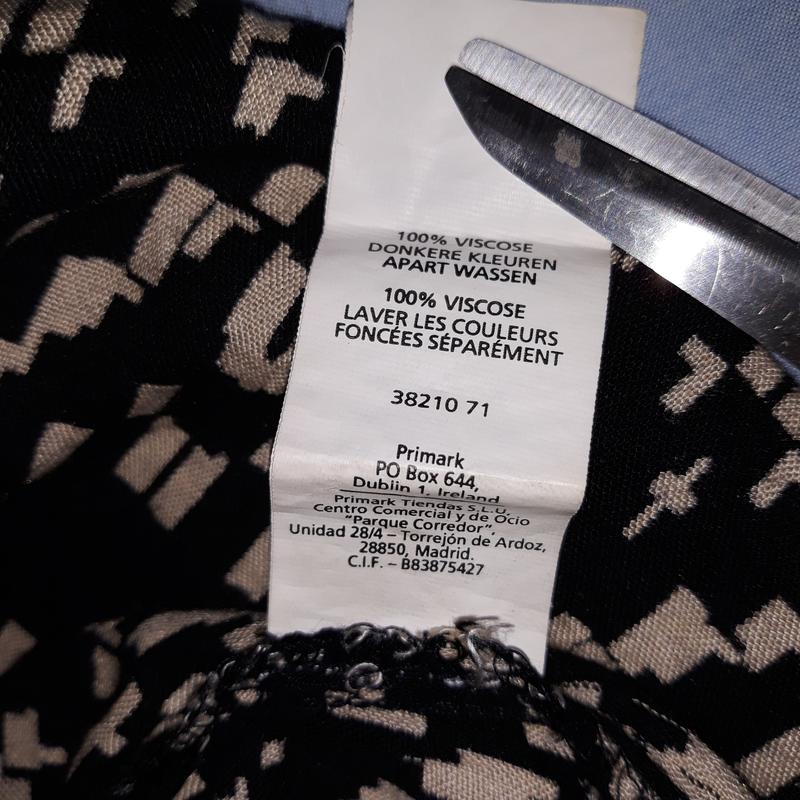 100% VISCOSE
DONKERE KLEUREN
APART WASSEN
100% VISCOSE
LAVER LES COULEURS
FONCÉES SÉPARÉMENT
38210 71
Primark
PO Box 644,
Dublin 1, Ireland
Primark Tiendas S.L.U,
Centro Comercial y de Ocio
"Parque Corredor",
Unidad 28/4 – Torrejón de Ardoz,
28850, Madrid.
C.I.F. – B83875427